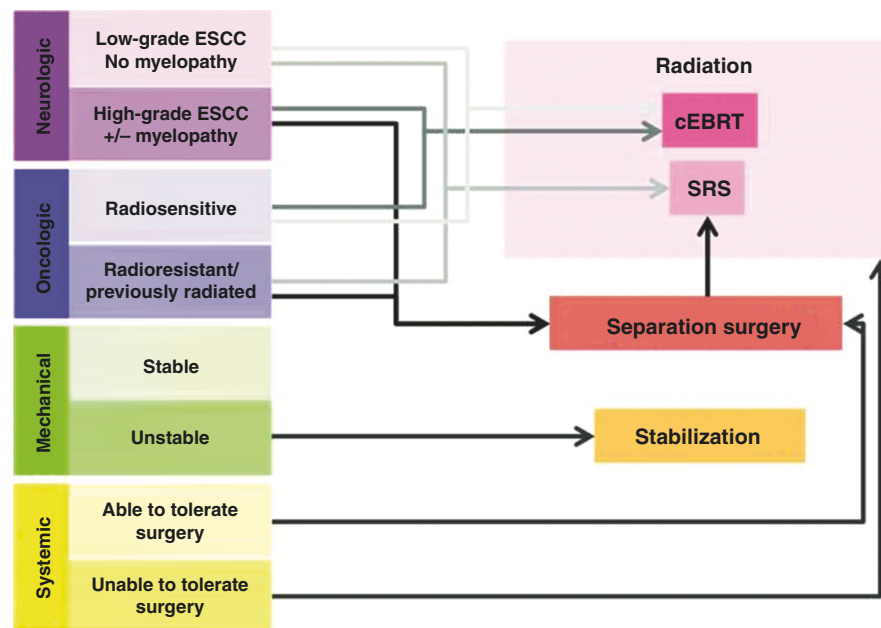 Neurologic
Low-grade ESCC
No myelopathy
High-grade ESCC
+/– myelopathy
Oncologic
Radiosensitive
Radioresistant/
previously radiated
Mechanical
Stable
Unstable
Systemic
Able to tolerate
surgery
Unable to tolerate
surgery
Radiation
cEBRT
SRS
Separation surgery
Stabilization